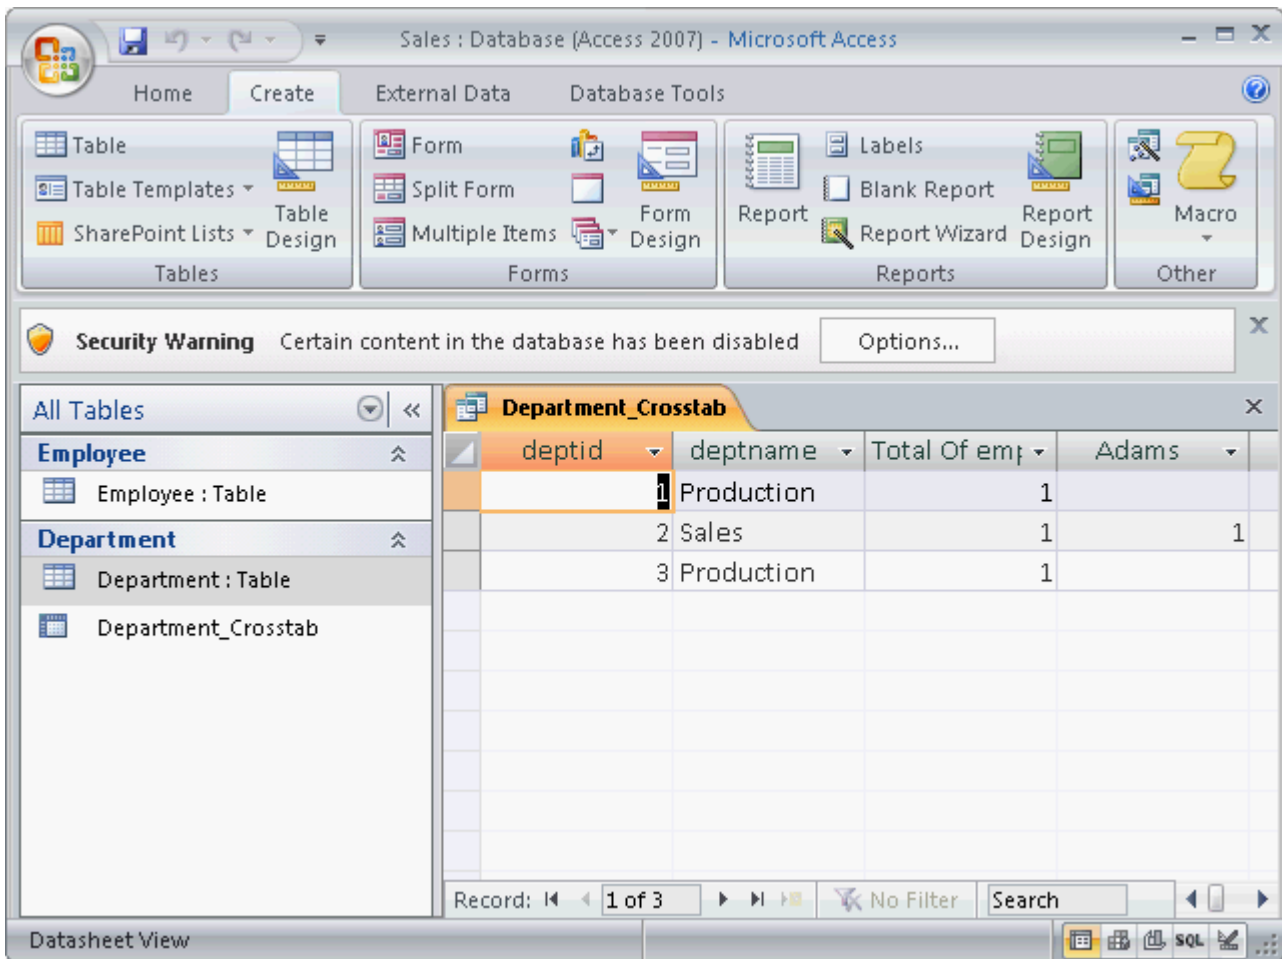 Sales : Database (Access 2007) - Microsoft Access
Home Create External Data Database Tools
Table
Table Templates
SharePoint Lists
Table Design
Tables
Form
Split Form
Multiple Items
Form Design
Forms
Report
Labels
Blank Report
Report Wizard
Report Design
Reports
Macro
Other
Security Warning Certain content in the database has been disabled Options...
All Tables
Employee
Employee : Table
Department
Department : Table
Department_Crosstab
Department_Crosstab
deptid deptname Total Of emp Adams
1 Production 1
2 Sales 1 1
3 Production 1
Record: 1 of 3 No Filter Search
Datasheet View SQL